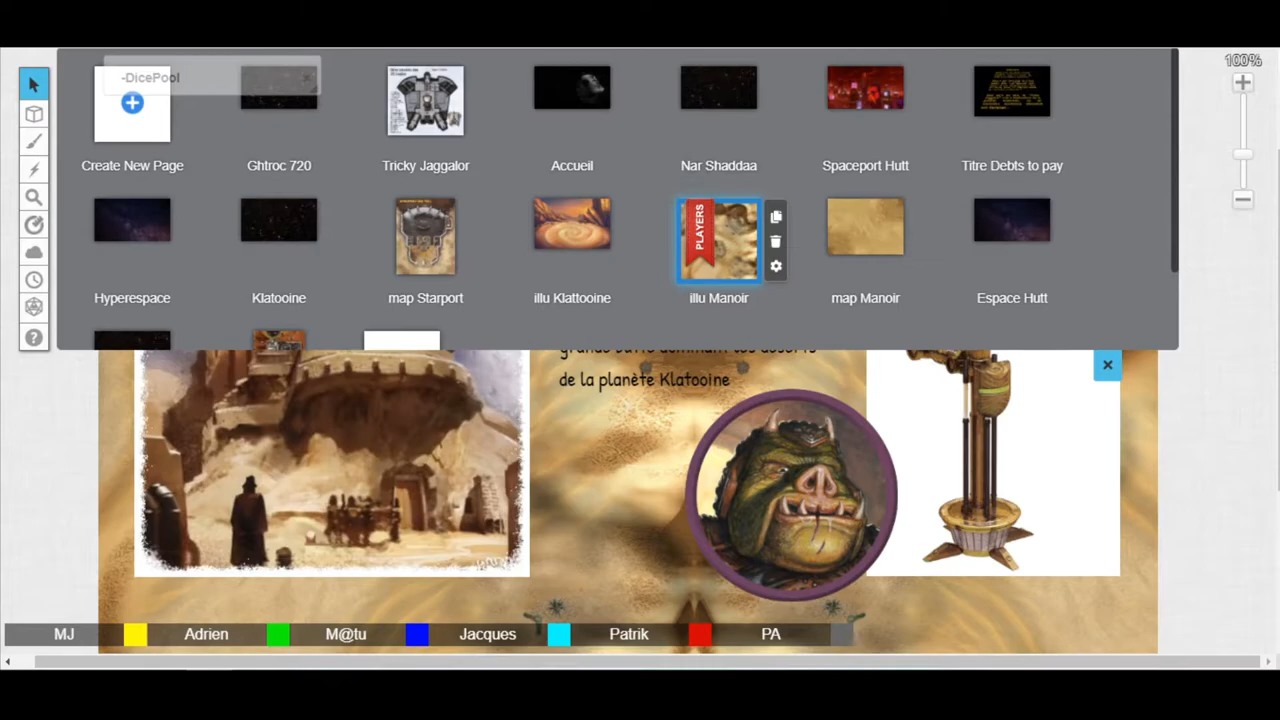 100%
-DicePool
Create New Page
Ghtroc 720
Tricky Jaggalor
Accueil
Nar Shaddaa
Spaceport Hutt
Titre Debts to pay
PLAYERS
Hyperespace
Klatooine
map Starport
illu Klattooine
illu Manoir
map Manoir
Espace Hutt
de la planète Klatooine
MJ
Adrien
M@tu
Jacques
Patrik
PA